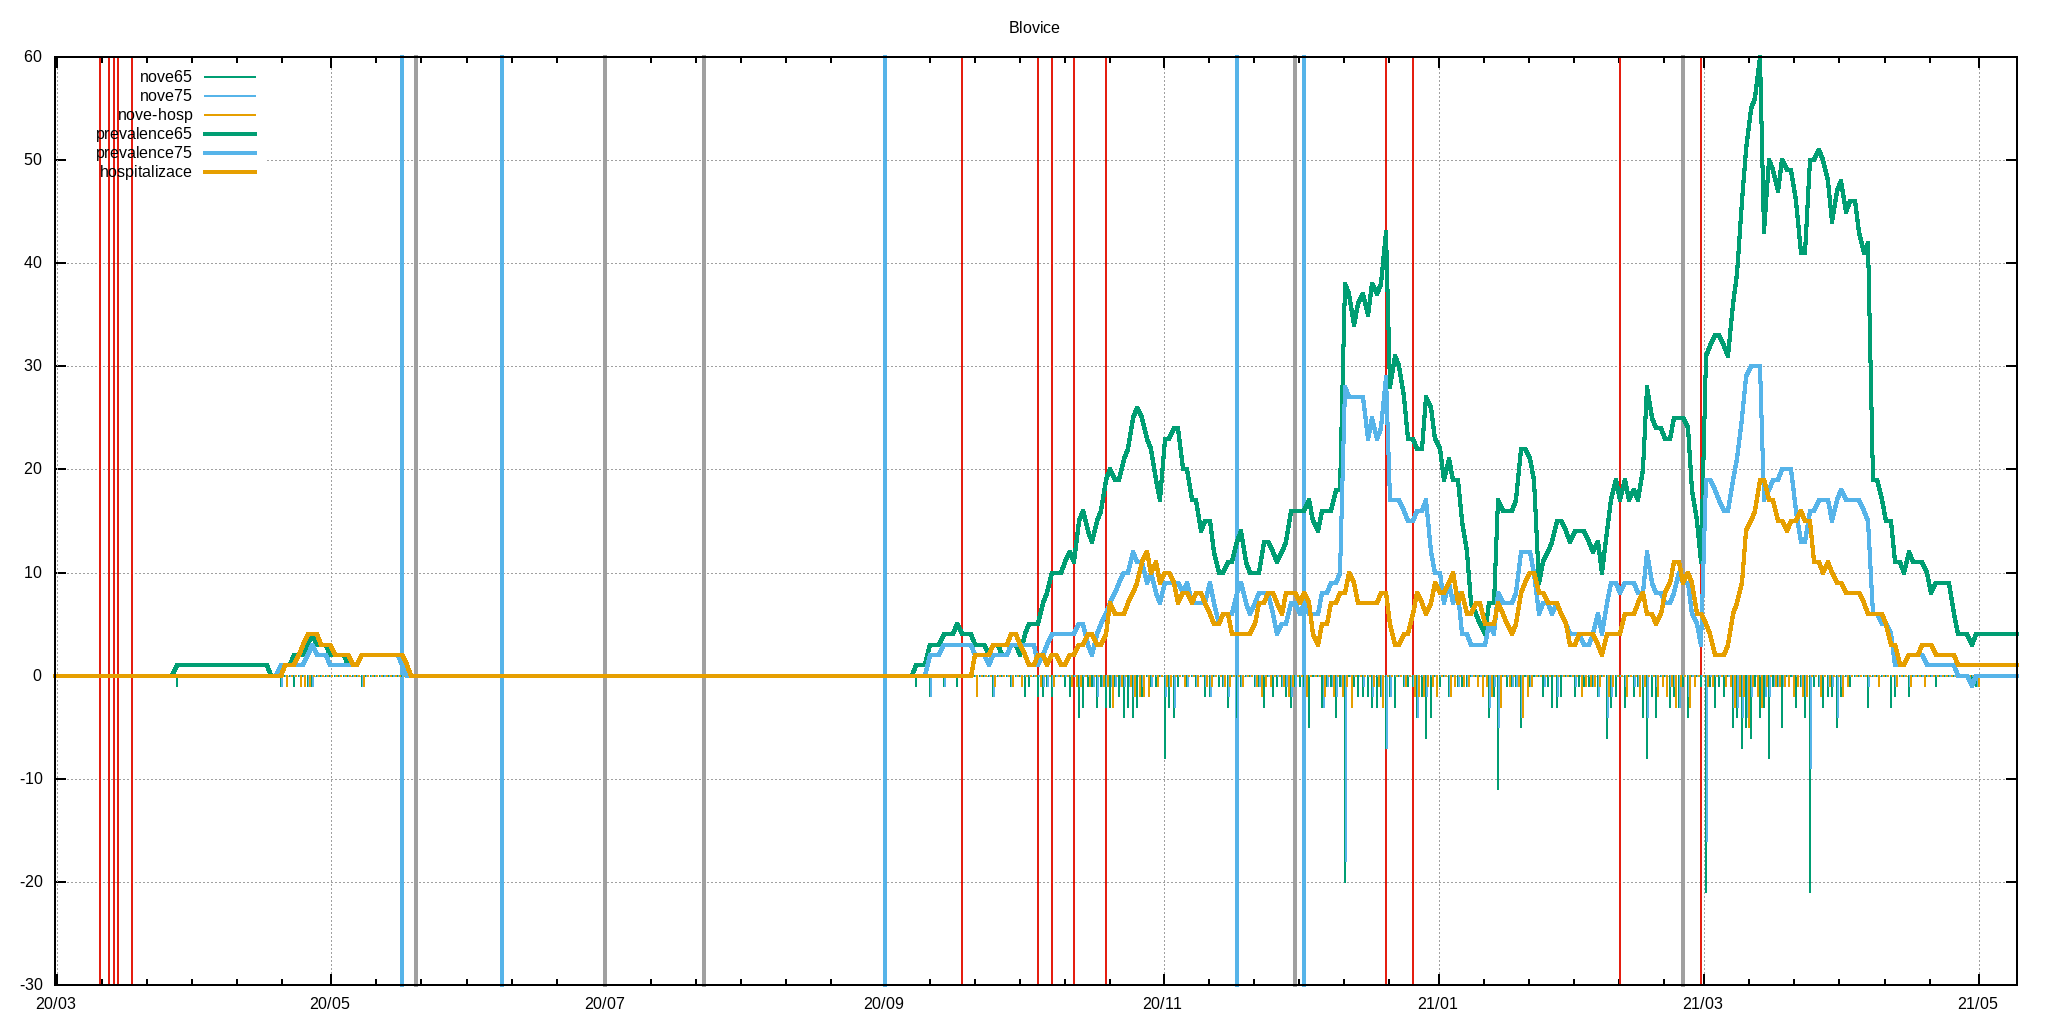 Blovice
60
nove65
nove75
nove-hosp
prevalence65
50
prevalence75
hospitalizace
40
30
20
10
0
-10
-20
-30
20/03 20/05 20/07 20/09 20/11 21/01 21/03 21/05